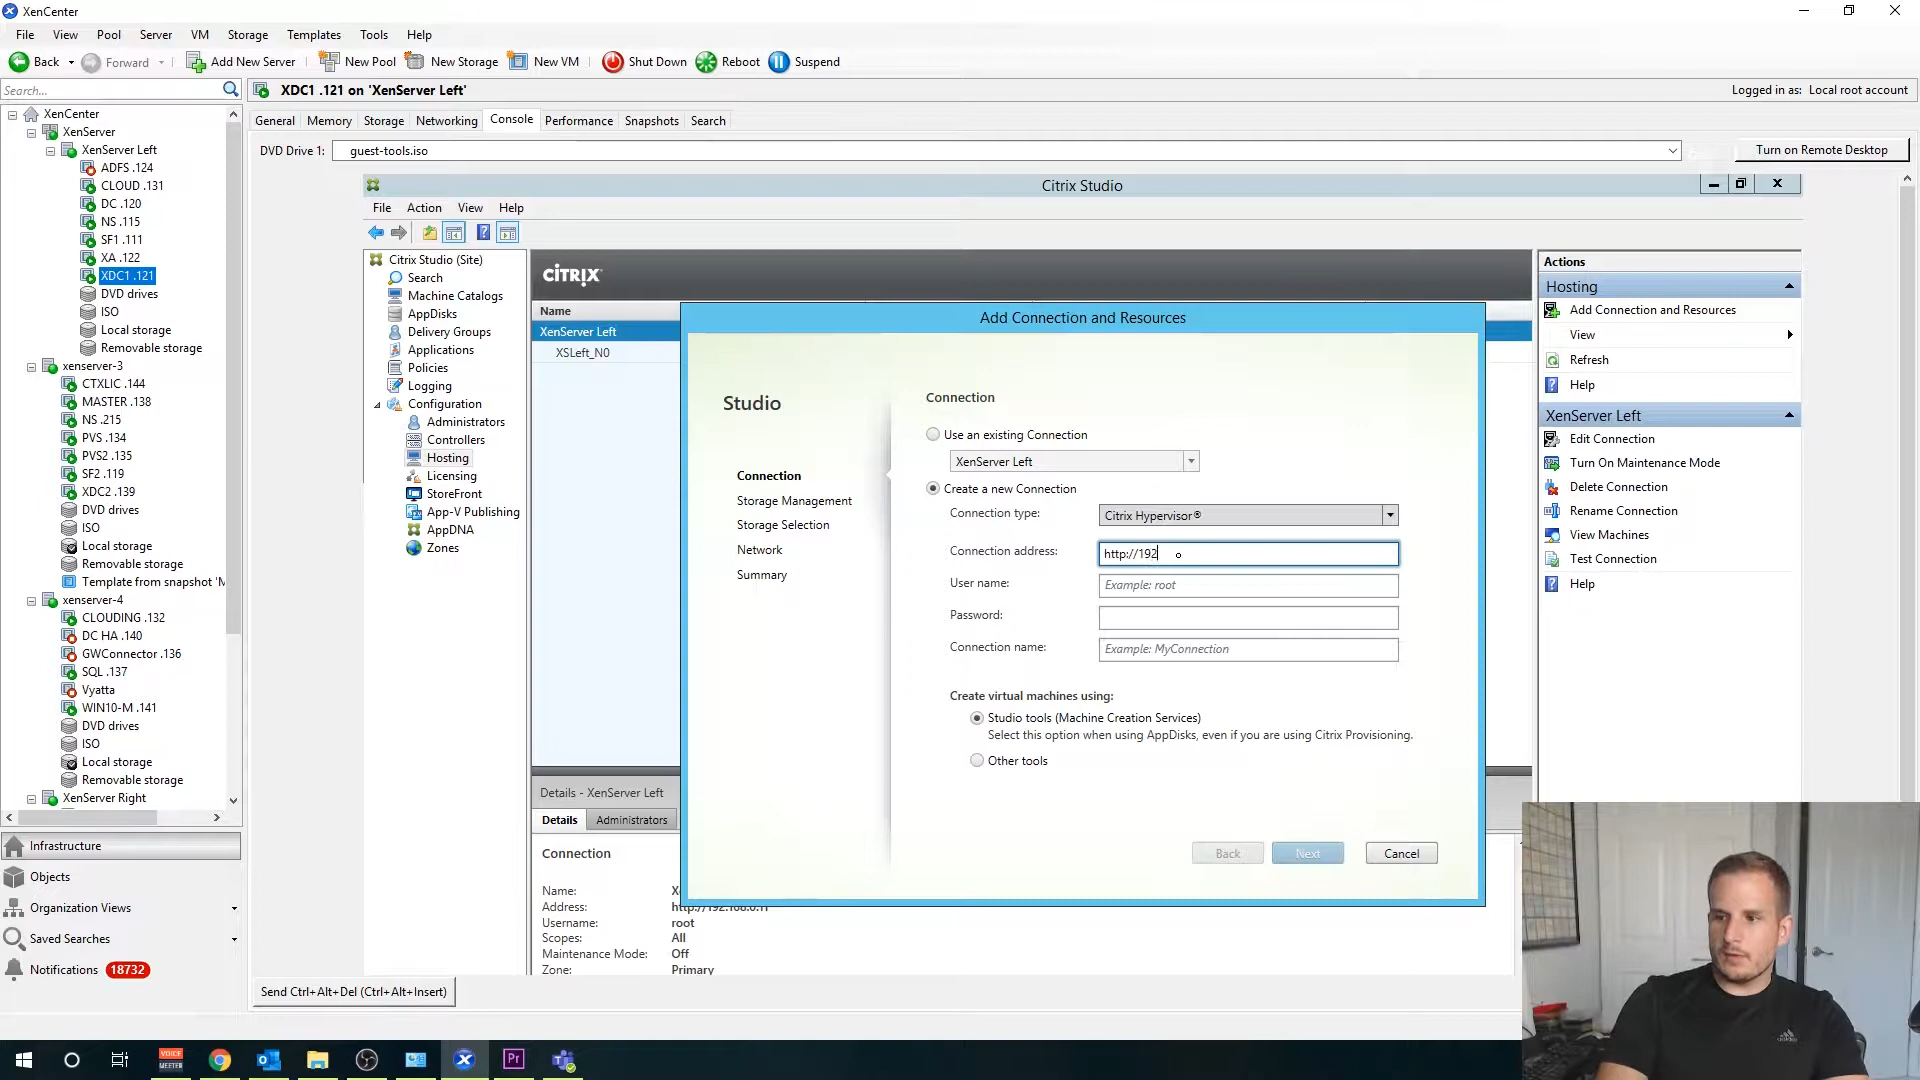 XenCenter
File View Pool Server VM Storage Templates Tools Help
Back Forward Add New Server New Pool New Storage New VM Shut Down Reboot Suspend
Search...
XDC1 .121 on 'XenServer Left'
Logged in as: Local root account
General Memory Storage Networking Console Performance Snapshots Search
DVD Drive 1: guest-tools.iso
Turn on Remote Desktop
XenCenter
XenServer
XenServer Left
ADFS .124
CLOUD .131
DC .120
NS .115
SF1 .111
XA .122
XDC1 .121
DVD drives
ISO
Local storage
Removable storage
xenserver-3
CTXLIC .144
MASTER .138
NS .215
PVS .134
PVS2 .135
SF2 .119
XDC2 .139
DVD drives
ISO
Local storage
Removable storage
Template from snapshot 'M
xenserver-4
CLOUDING .132
DC HA .140
GWConnector .136
SQL .137
Vyatta
WIN10-M .141
DVD drives
ISO
Local storage
Removable storage
XenServer Right
Infrastructure
Objects
Organization Views
Saved Searches
Notifications 18732
Citrix Studio
File Action View Help
Citrix Studio (Site)
Search
Machine Catalogs
AppDisks
Delivery Groups
Applications
Policies
Logging
Configuration
Administrators
Controllers
Hosting
Licensing
StoreFront
App-V Publishing
AppDNA
Zones
CITRIX
Name
XenServer Left
XSLeft_N0
Add Connection and Resources
Studio
Connection
Storage Management
Storage Selection
Network
Summary
Connection
Use an existing Connection
XenServer Left
Create a new Connection
Connection type: Citrix Hypervisor®
Connection address: http://192
User name: Example: root
Password:
Connection name: Example: MyConnection
Create virtual machines using:
Studio tools (Machine Creation Services)
Select this option when using AppDisks, even if you are using Citrix Provisioning.
Other tools
Back Next Cancel
Details - XenServer Left
Details Administrators
Connection
Name: X
Address:
Username: root
Scopes: All
Maintenance Mode: Off
Zone: Primary
Actions
Hosting
Add Connection and Resources
View
Refresh
Help
XenServer Left
Edit Connection
Turn On Maintenance Mode
Delete Connection
Rename Connection
View Machines
Test Connection
Help
Send Ctrl+Alt+Del (Ctrl+Alt+Insert)
VOICE
MEETER
Pr